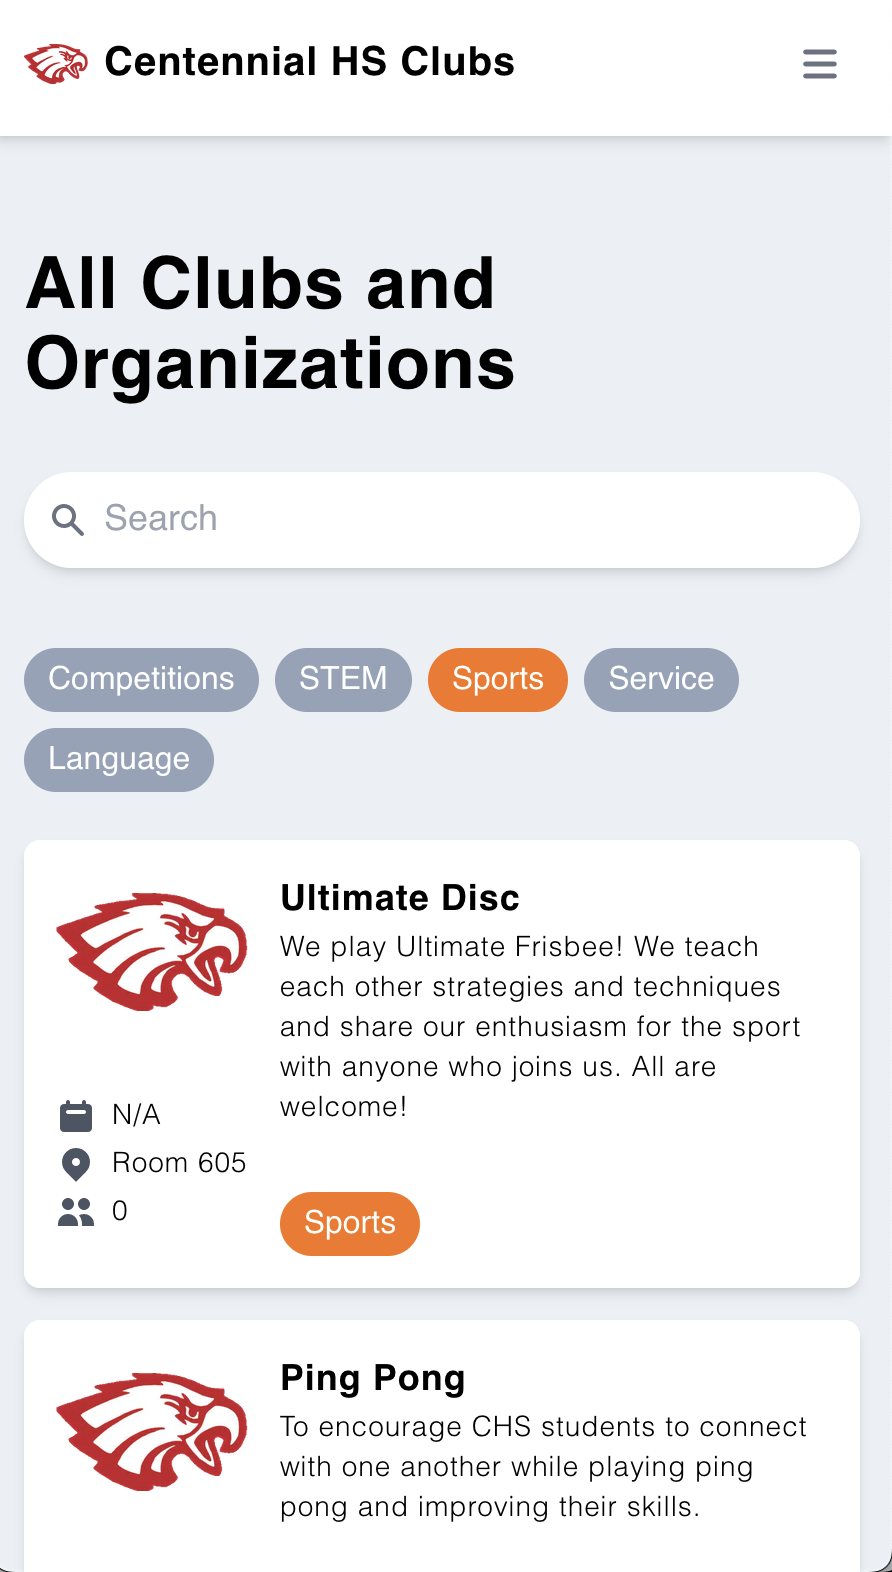 Centennial HS Clubs
All Clubs and
Organizations
Search
Competitions STEM Sports Service
Language
Ultimate Disc
We play Ultimate Frisbee! We teach
each other strategies and techniques
and share our enthusiasm for the sport
with anyone who joins us. All are
welcome!
N/A
Room 605
0
Sports
Ping Pong
To encourage CHS students to connect
with one another while playing ping
pong and improving their skills.